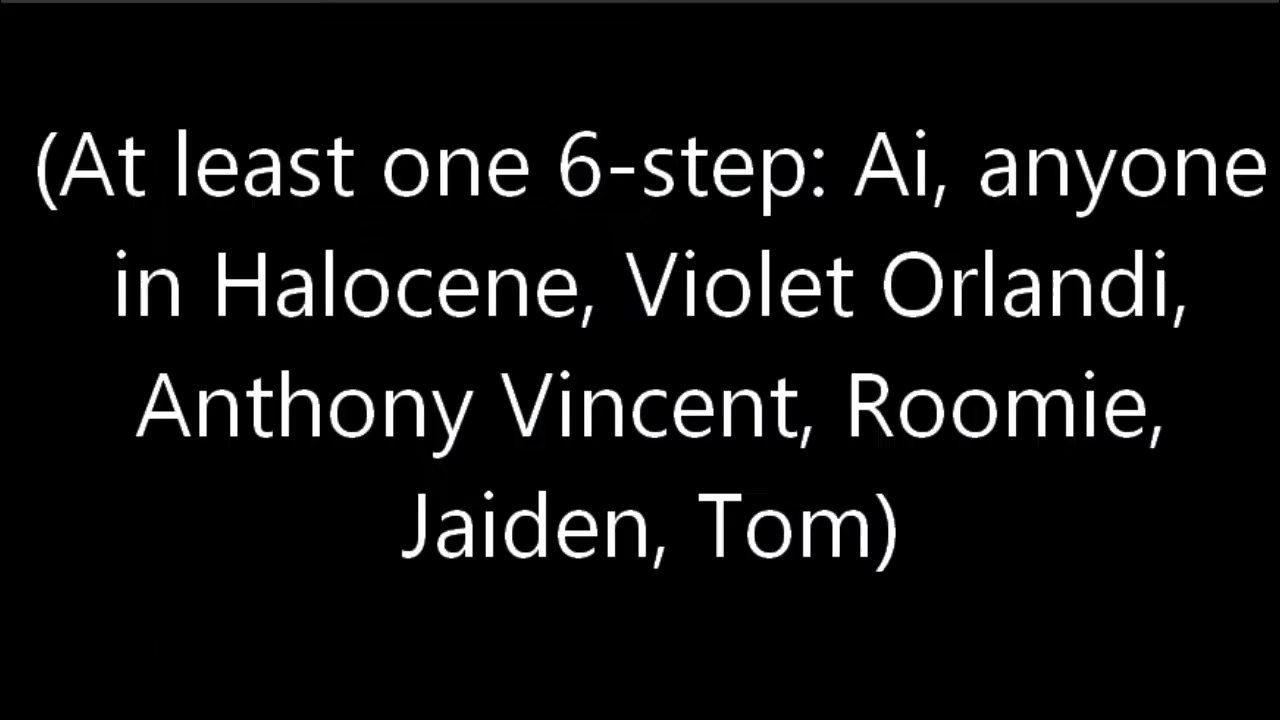 (At least one 6-step: Ai, anyone
in Halocene, Violet Orlandi,
Anthony Vincent, Roomie,
Jaiden, Tom)